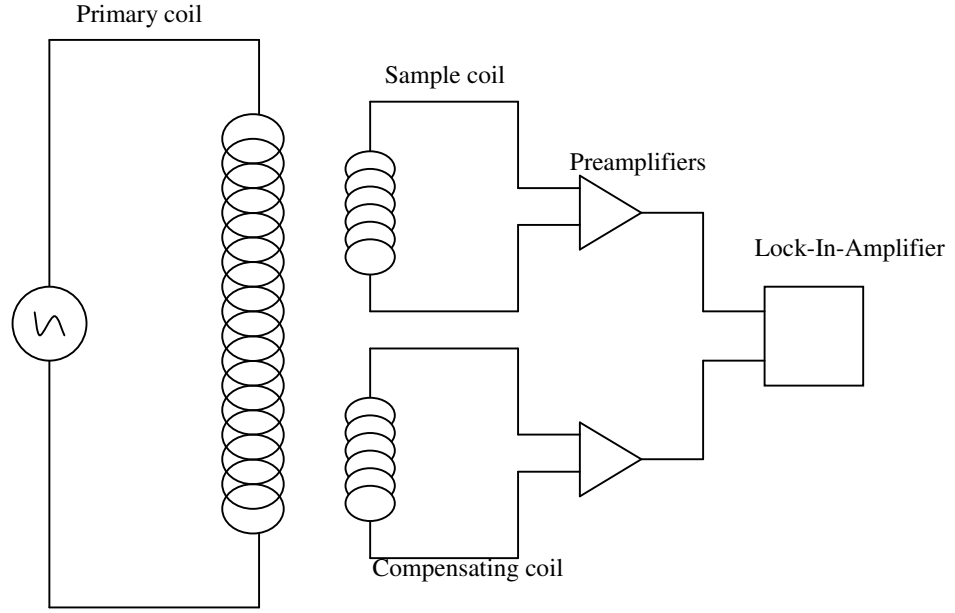 Primary coil
Sample coil
Preamplifiers
Lock-In-Amplifier
Compensating coil